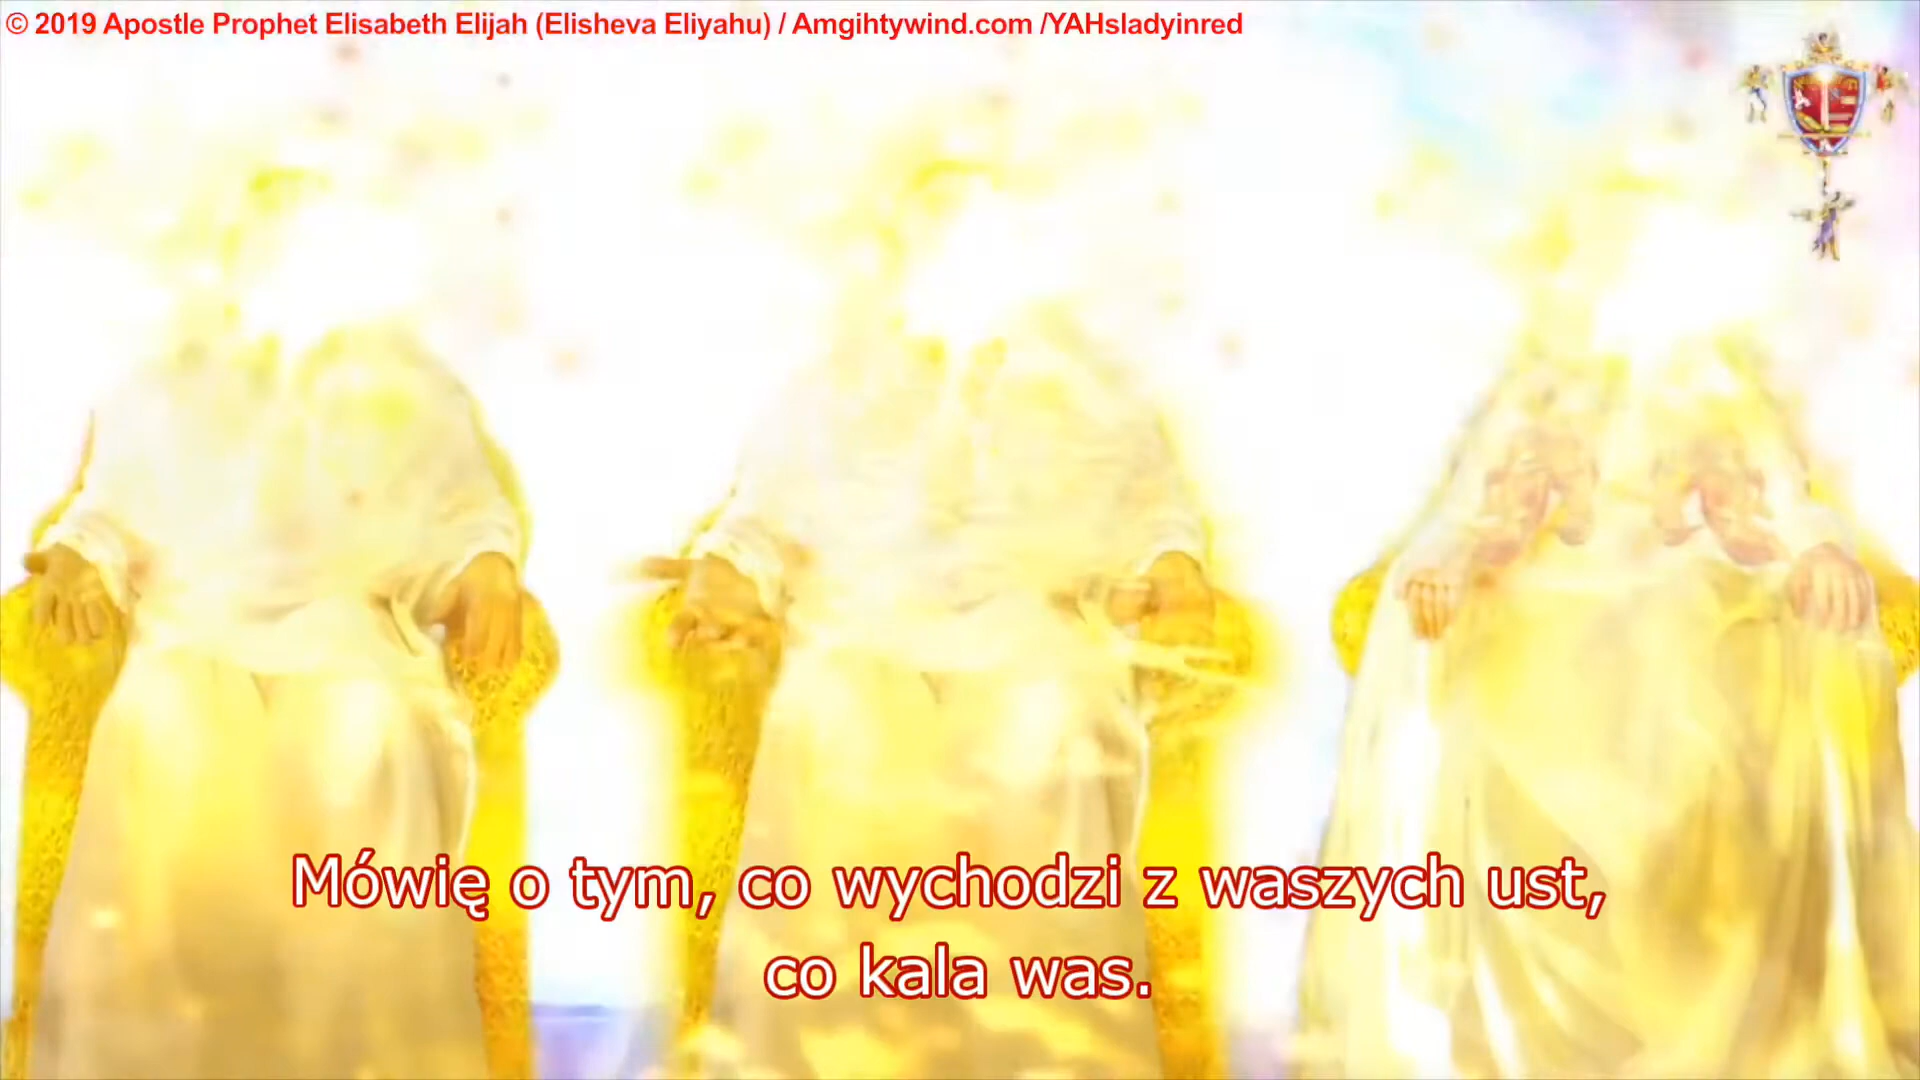 © 2019 Apostle Prophet Elisabeth Elijah (Elisheva Eliyahu) / Amgihtywind.com /YAHsladyinred
Mówię o tym, co wychodzi z waszych ust,
co kala was.